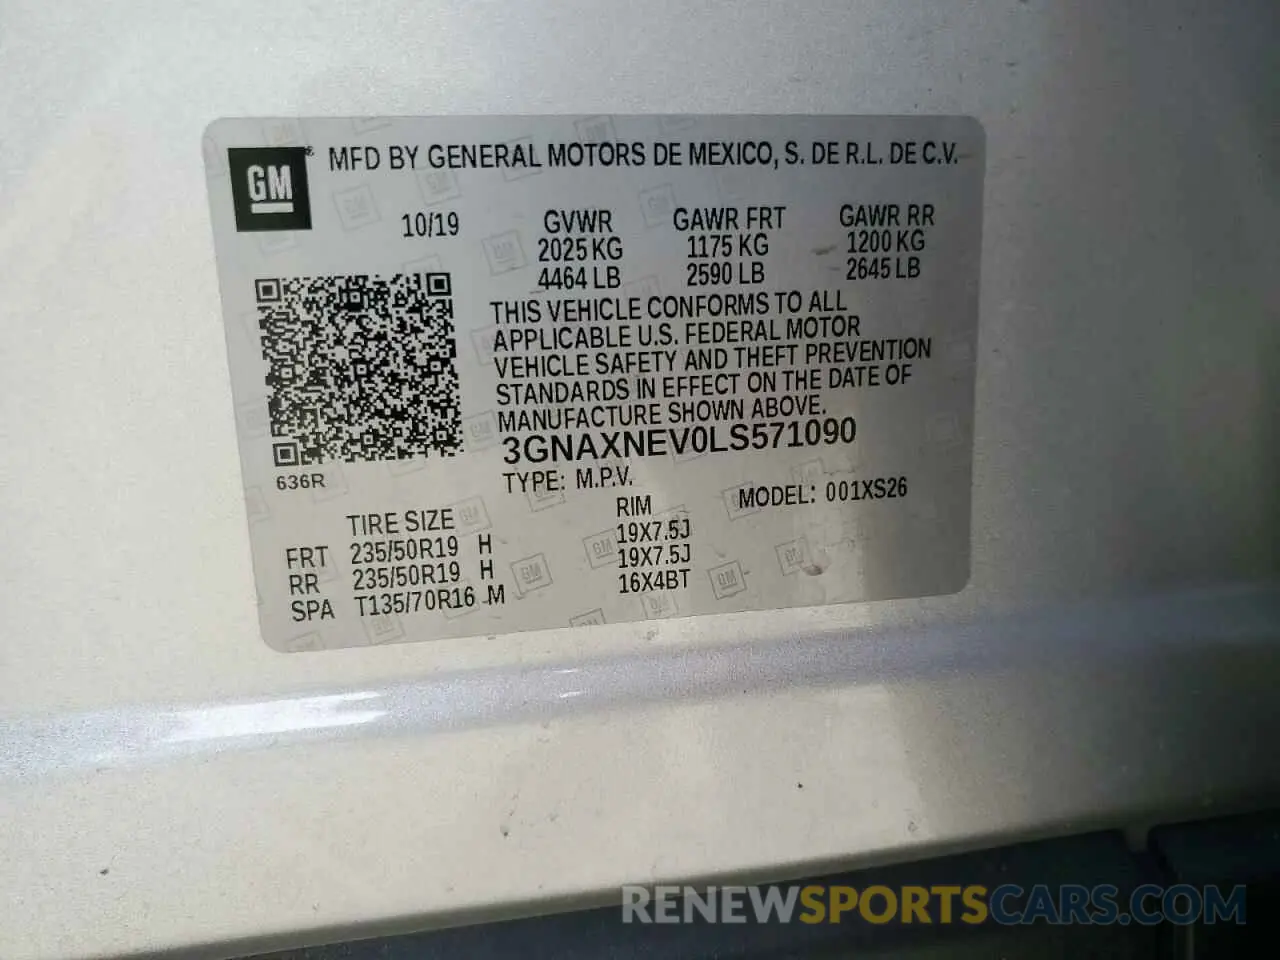 GM ® MFD BY GENERAL MOTORS DE MEXICO, S. DE R.L. DE C.V.
10/19 GVWR GAWR FRT GAWR RR
2025 KG 1175 KG 1200 KG
4464 LB 2590 LB 2645 LB
THIS VEHICLE CONFORMS TO ALL
APPLICABLE U.S. FEDERAL MOTOR
VEHICLE SAFETY AND THEFT PREVENTION
STANDARDS IN EFFECT ON THE DATE OF
MANUFACTURE SHOWN ABOVE.
3GNAXNEV0LS571090
636R
TYPE: M.P.V.
MODEL: 001XS26
TIRE SIZE RIM
FRT 235/50R19 H 19X7.5J
RR 235/50R19 H 19X7.5J
SPA T135/70R16 M 16X4BT
RENEWSPORTSCARS.COM